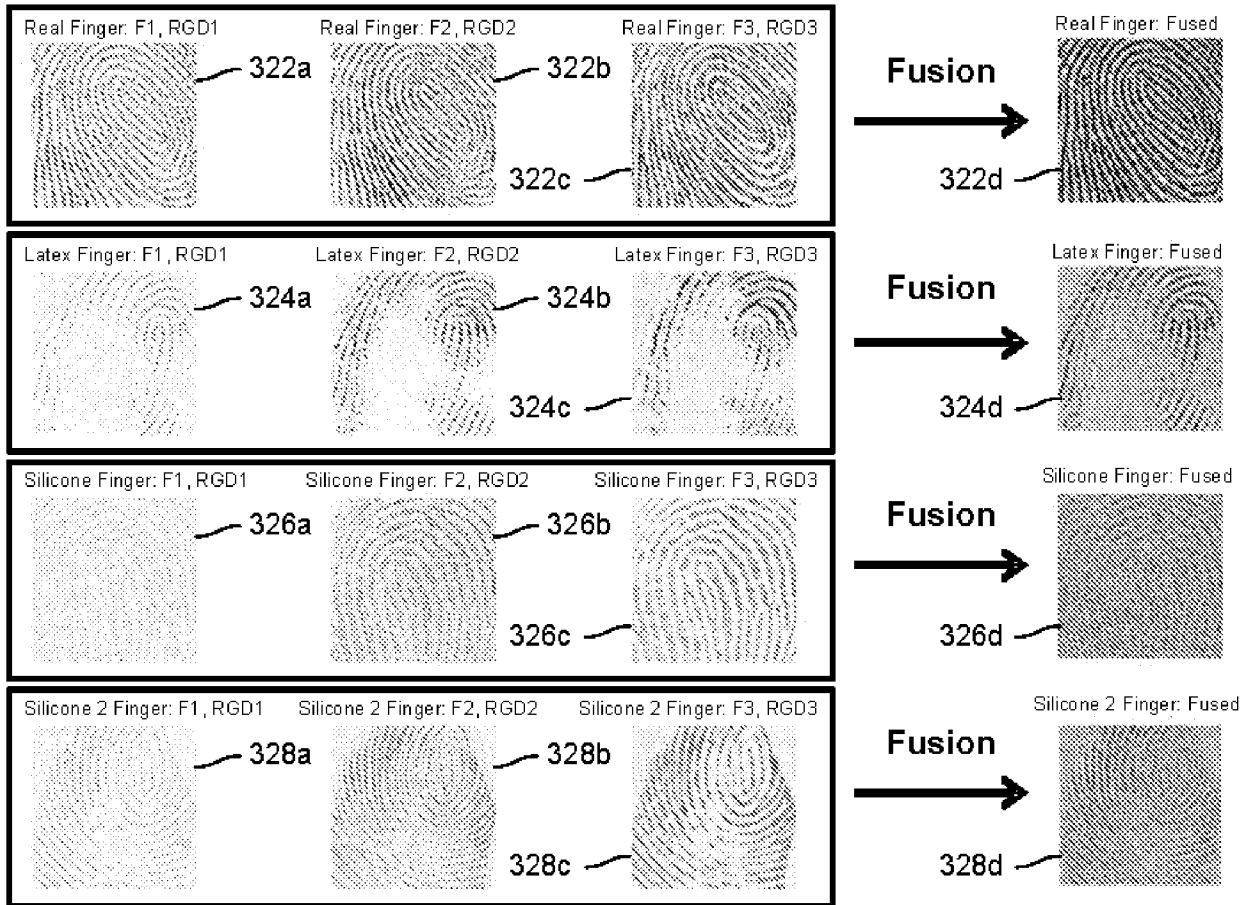 Real Finger: F1, RGD1 Real Finger: F2, RGD2 Real Finger: F3, RGD3 Real Finger: Fused
322a 322b Fusion
322c 322d
Latex Finger: F1, RGD1 Latex Finger: F2, RGD2 Latex Finger: F3, RGD3 Latex Finger: Fused
324a 324b Fusion
324c 324d
Silicone Finger: F1, RGD1 Silicone Finger: F2, RGD2 Silicone Finger: F3, RGD3 Silicone Finger: Fused
326a 326b Fusion
326c 326d
Silicone 2 Finger: F1, RGD1 Silicone 2 Finger: F2, RGD2 Silicone 2 Finger: F3, RGD3 Silicone 2 Finger: Fused
328a 328b Fusion
328c 328d